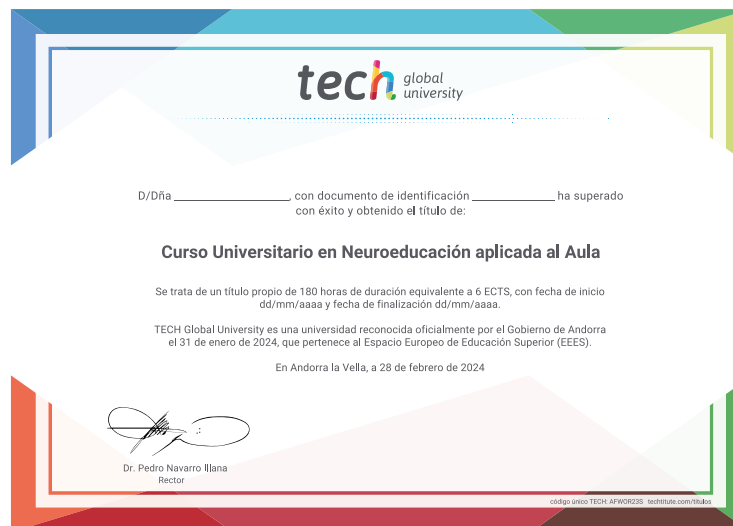 tech global university
D/Dña ____________________, con documento de identificación ______________ ha superado
con éxito y obtenido el título de:
Curso Universitario en Neuroeducación aplicada al Aula
Se trata de un título propio de 180 horas de duración equivalente a 6 ECTS, con fecha de inicio
dd/mm/aaaa y fecha de finalización dd/mm/aaaa.
TECH Global University es una universidad reconocida oficialmente por el Gobierno de Andorra
el 31 de enero de 2024, que pertenece al Espacio Europeo de Educación Superior (EEES).
En Andorra la Vella, a 28 de febrero de 2024
Dr. Pedro Navarro Illana
Rector
código único TECH: AFWOR23S techtitute.com/titulos